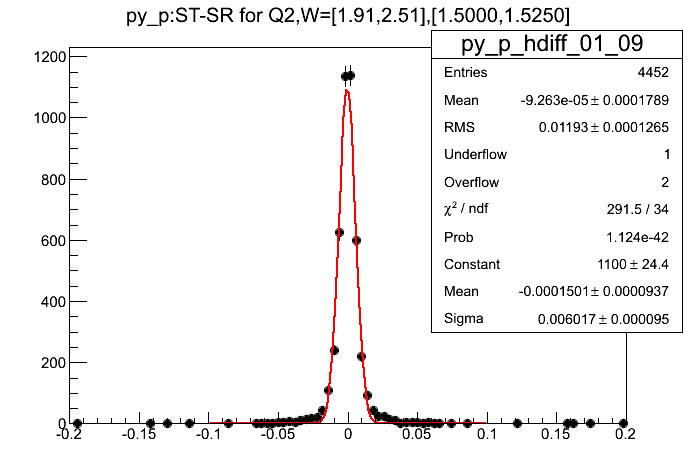 py_p:ST-SR for Q2,W=[1.91,2.51],[1.5000,1.5250]
py_p_hdiff_01_09
Entries 4452
Mean -9.263e-05 ± 0.0001789
RMS 0.01193 ± 0.0001265
Underflow 1
Overflow 2
χ² / ndf 291.5 / 34
Prob 1.124e-42
Constant 1100 ± 24.4
Mean -0.0001501 ± 0.0000937
Sigma 0.006017 ± 0.000095
1200
1000
800
600
400
200
0
-0.2 -0.15 -0.1 -0.05 0 0.05 0.1 0.15 0.2